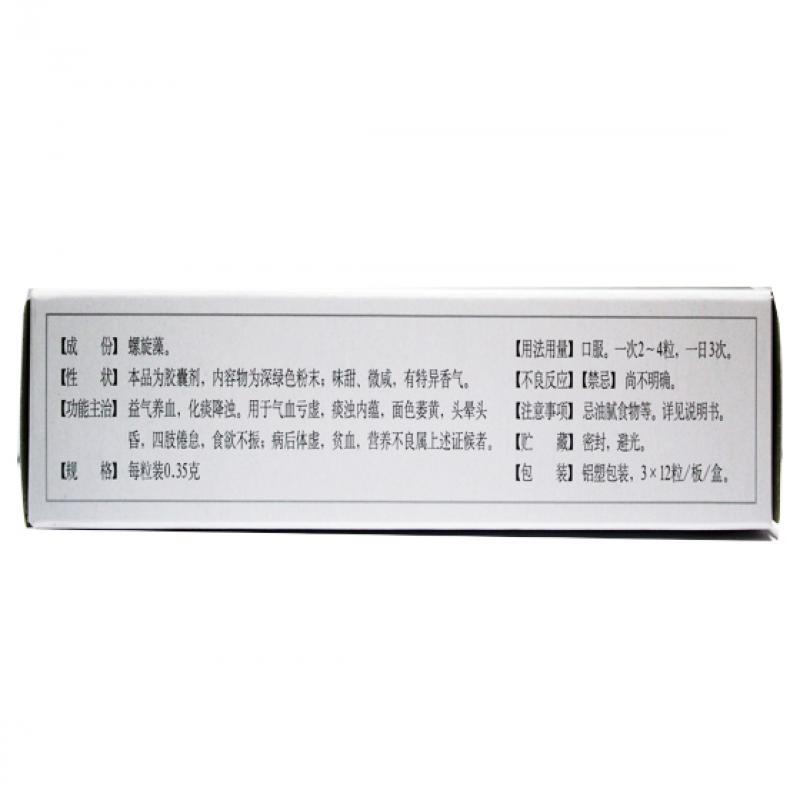 【成　份】螺旋藻。
【性　状】本品为胶囊剂，内容物为深绿色粉末；味甜、微咸，有特异香气。
【功能主治】益气养血，化痰降浊。用于气血亏虚，痰浊内蕴，面色萎黄，头晕头
昏，四肢倦怠，食欲不振；病后体虚，贫血，营养不良属上述证候者。
【规　格】每粒装0.35克
【用法用量】口服。一次2～4粒，一日3次。
【不良反应】【禁忌】尚不明确。
【注意事项】忌油腻食物等。详见说明书。
【贮　藏】密封，避光。
【包　装】铝塑包装，3×12粒/板/盒。